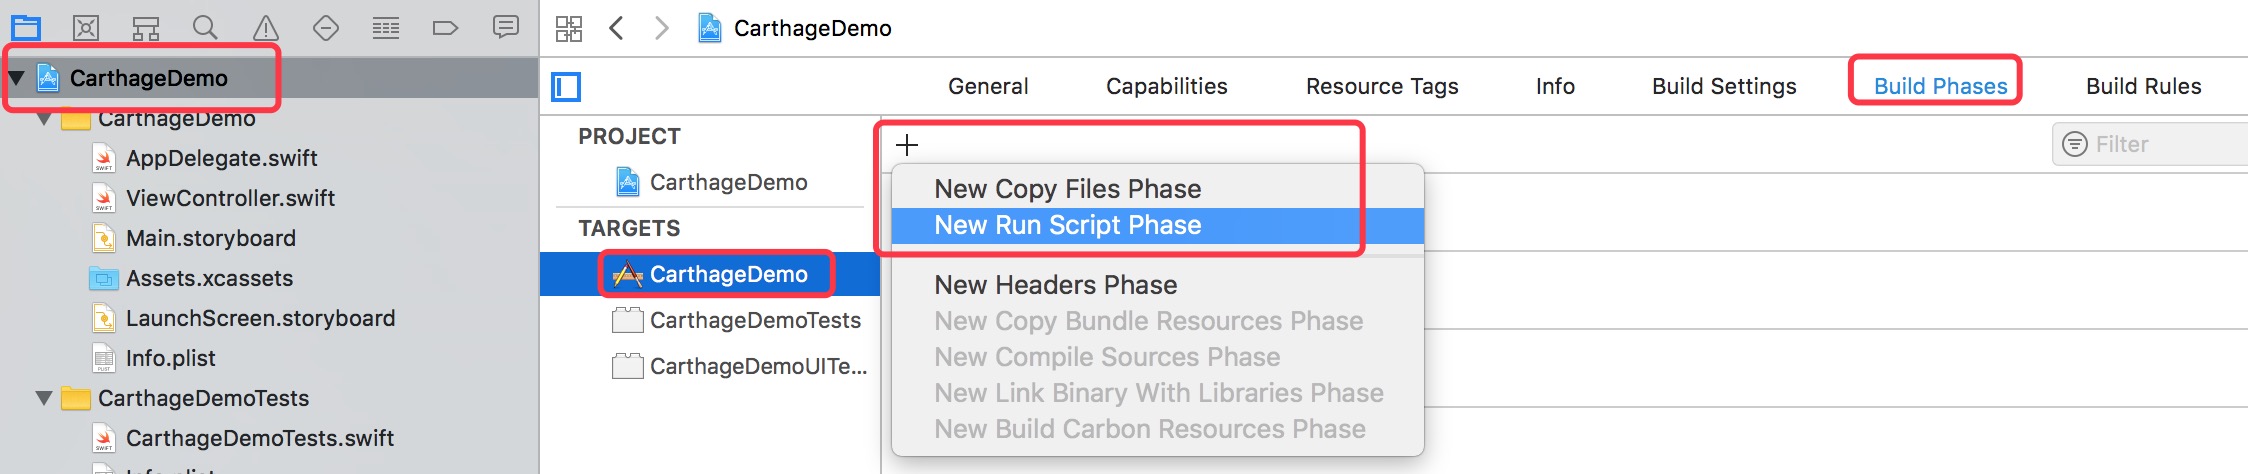 CarthageDemo
CarthageDemo
AppDelegate.swift
ViewController.swift
Main.storyboard
Assets.xcassets
LaunchScreen.storyboard
Info.plist
CarthageDemoTests
CarthageDemoTests.swift
CarthageDemo
General Capabilities Resource Tags Info Build Settings Build Phases Build Rules
PROJECT
CarthageDemo
TARGETS
CarthageDemo
CarthageDemoTests
CarthageDemoUITe...
Filter
New Copy Files Phase
New Run Script Phase
New Headers Phase
New Copy Bundle Resources Phase
New Compile Sources Phase
New Link Binary With Libraries Phase
New Build Carbon Resources Phase